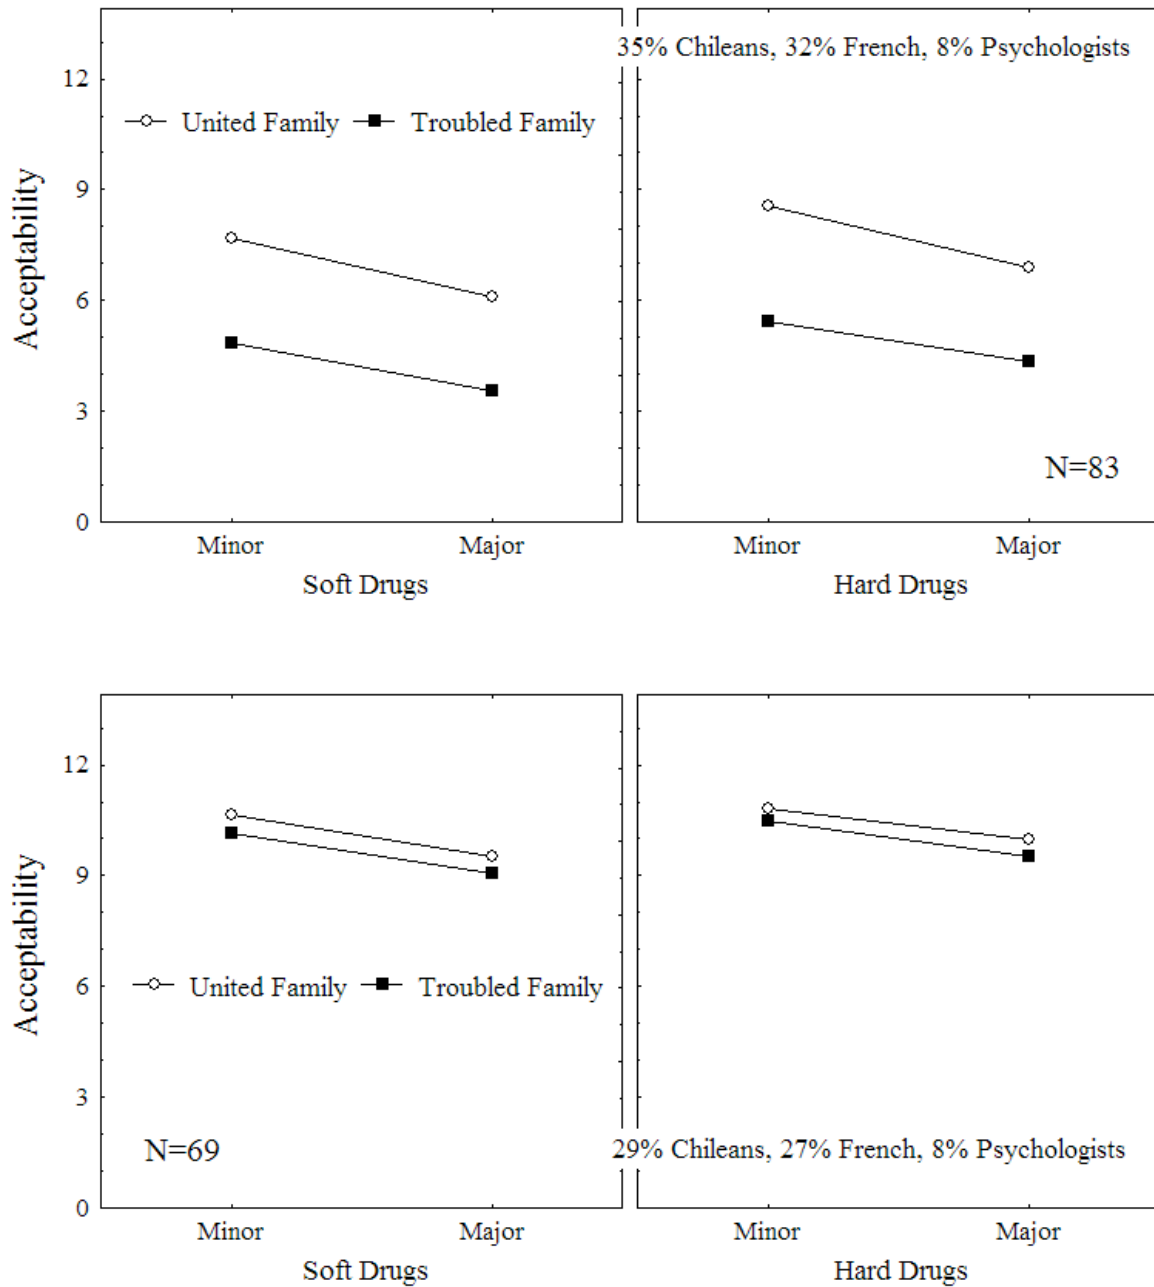 35% Chileans, 32% French, 8% Psychologists
12
United Family Troubled Family
9
Acceptability
6
3
N=83
0
Minor Major Minor Major
Soft Drugs Hard Drugs
12
9
Acceptability
6
United Family Troubled Family
3
N=69 29% Chileans, 27% French, 8% Psychologists
0
Minor Major Minor Major
Soft Drugs Hard Drugs